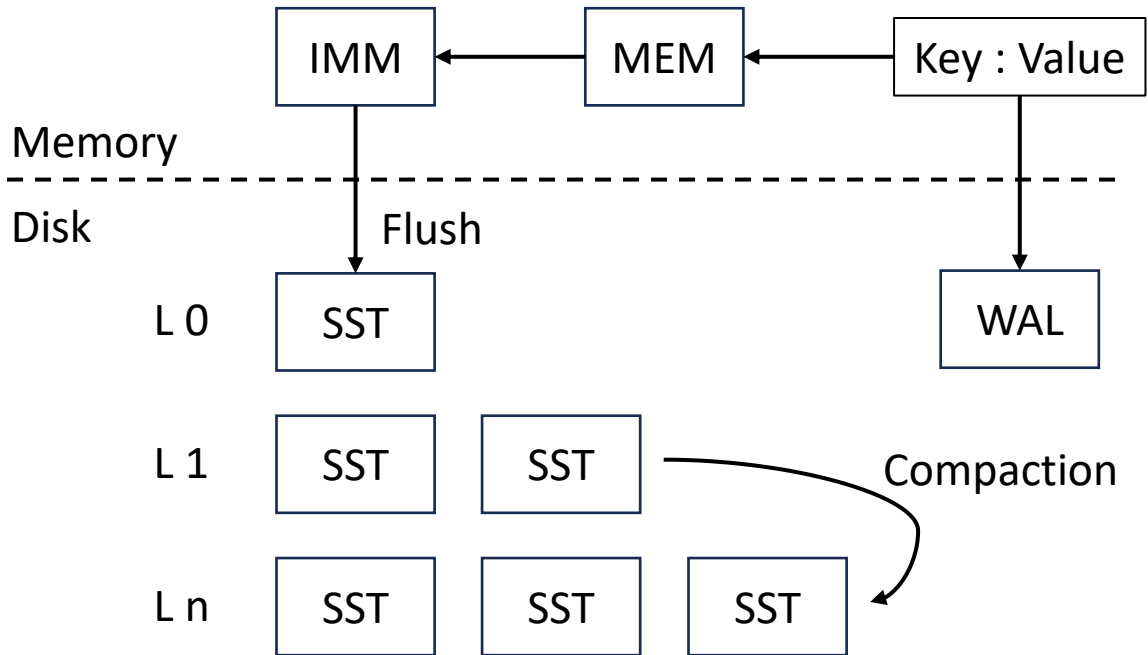 IMM
MEM
Key : Value
Memory
Disk
Flush
L 0
SST
WAL
L 1
SST
SST
Compaction
L n
SST
SST
SST